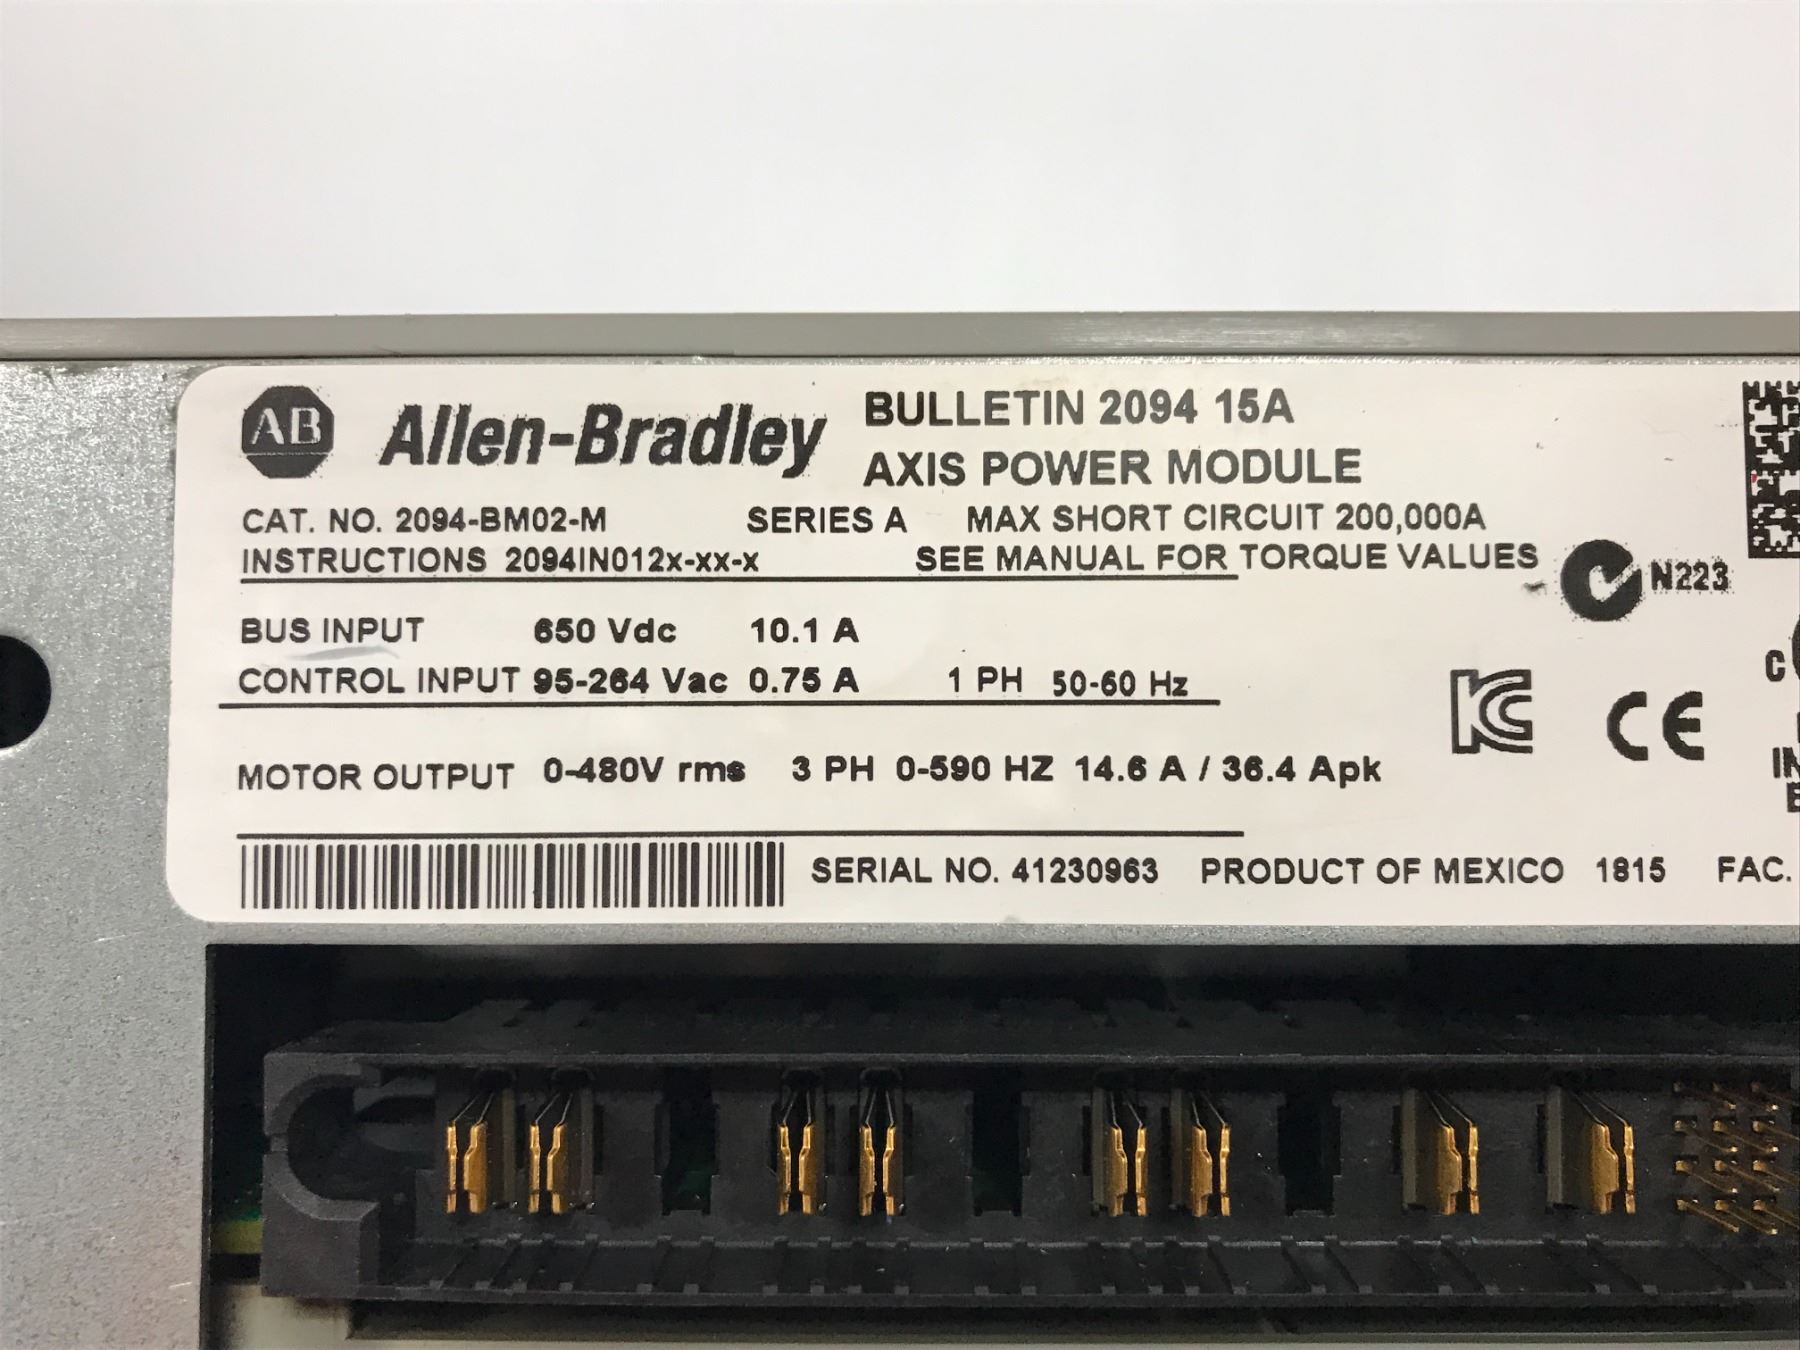 AB Allen-Bradley
BULLETIN 2094 15A
AXIS POWER MODULE
CAT. NO. 2094-BM02-M SERIES A MAX SHORT CIRCUIT 200,000A
INSTRUCTIONS 2094IN012x-xx-x SEE MANUAL FOR TORQUE VALUES
N223
BUS INPUT 650 Vdc 10.1 A
CONTROL INPUT 95-264 Vac 0.75 A 1 PH 50-60 Hz
C
KC CE
IN
E
MOTOR OUTPUT 0-480V rms 3 PH 0-590 HZ 14.6 A / 36.4 Apk
SERIAL NO. 41230963 PRODUCT OF MEXICO 1815 FAC.